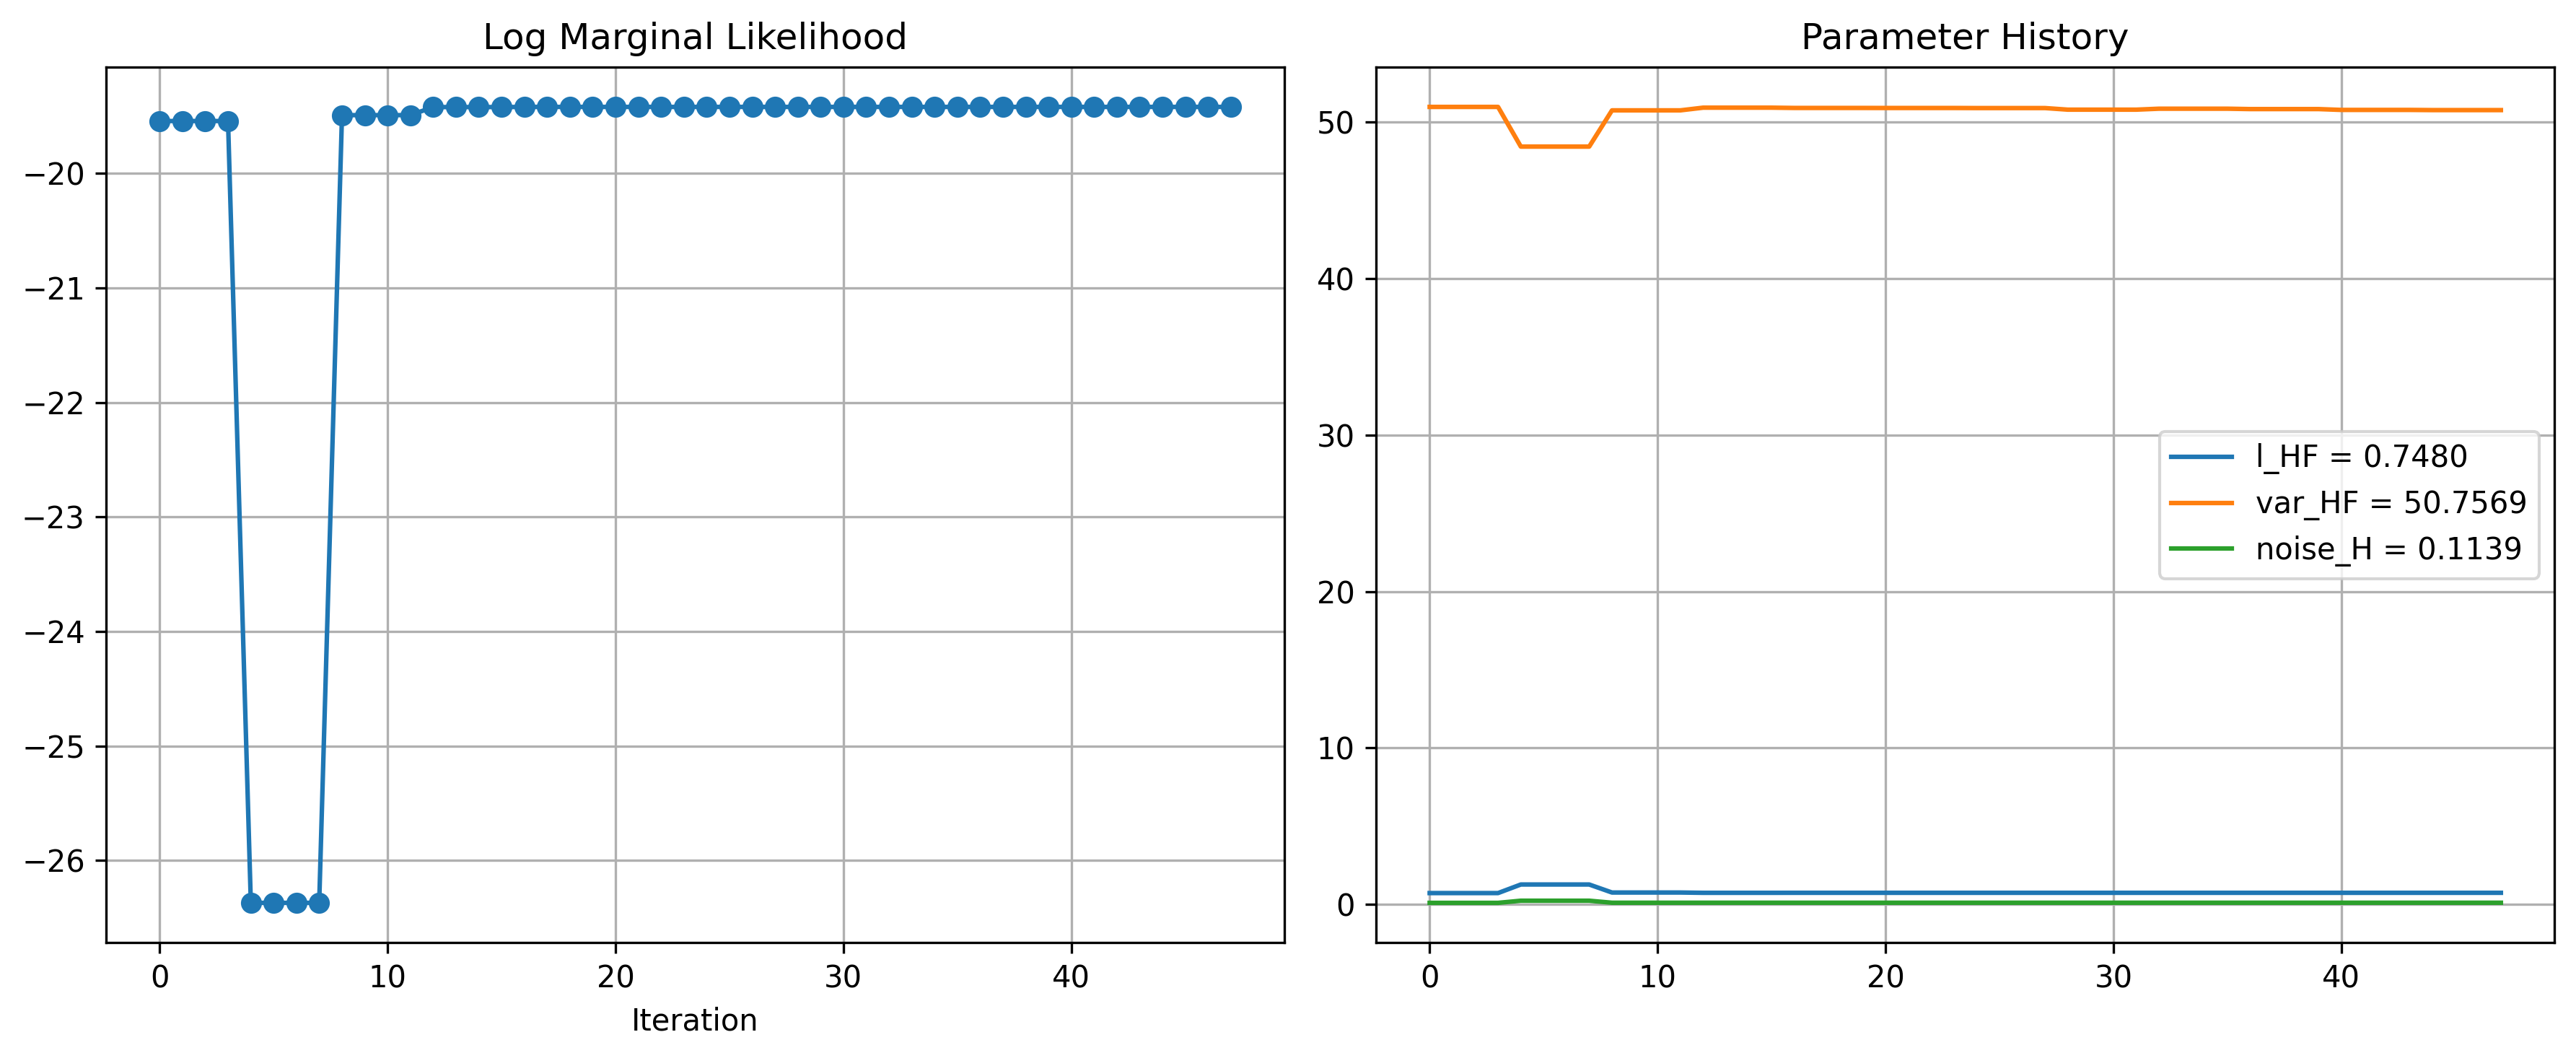 Log Marginal Likelihood
−20
−21
−22
−23
−24
−25
−26
0 10 20 30 40
Iteration
Parameter History
50
40
30
20
10
0
l_HF = 0.7480
var_HF = 50.7569
noise_H = 0.1139
0 10 20 30 40